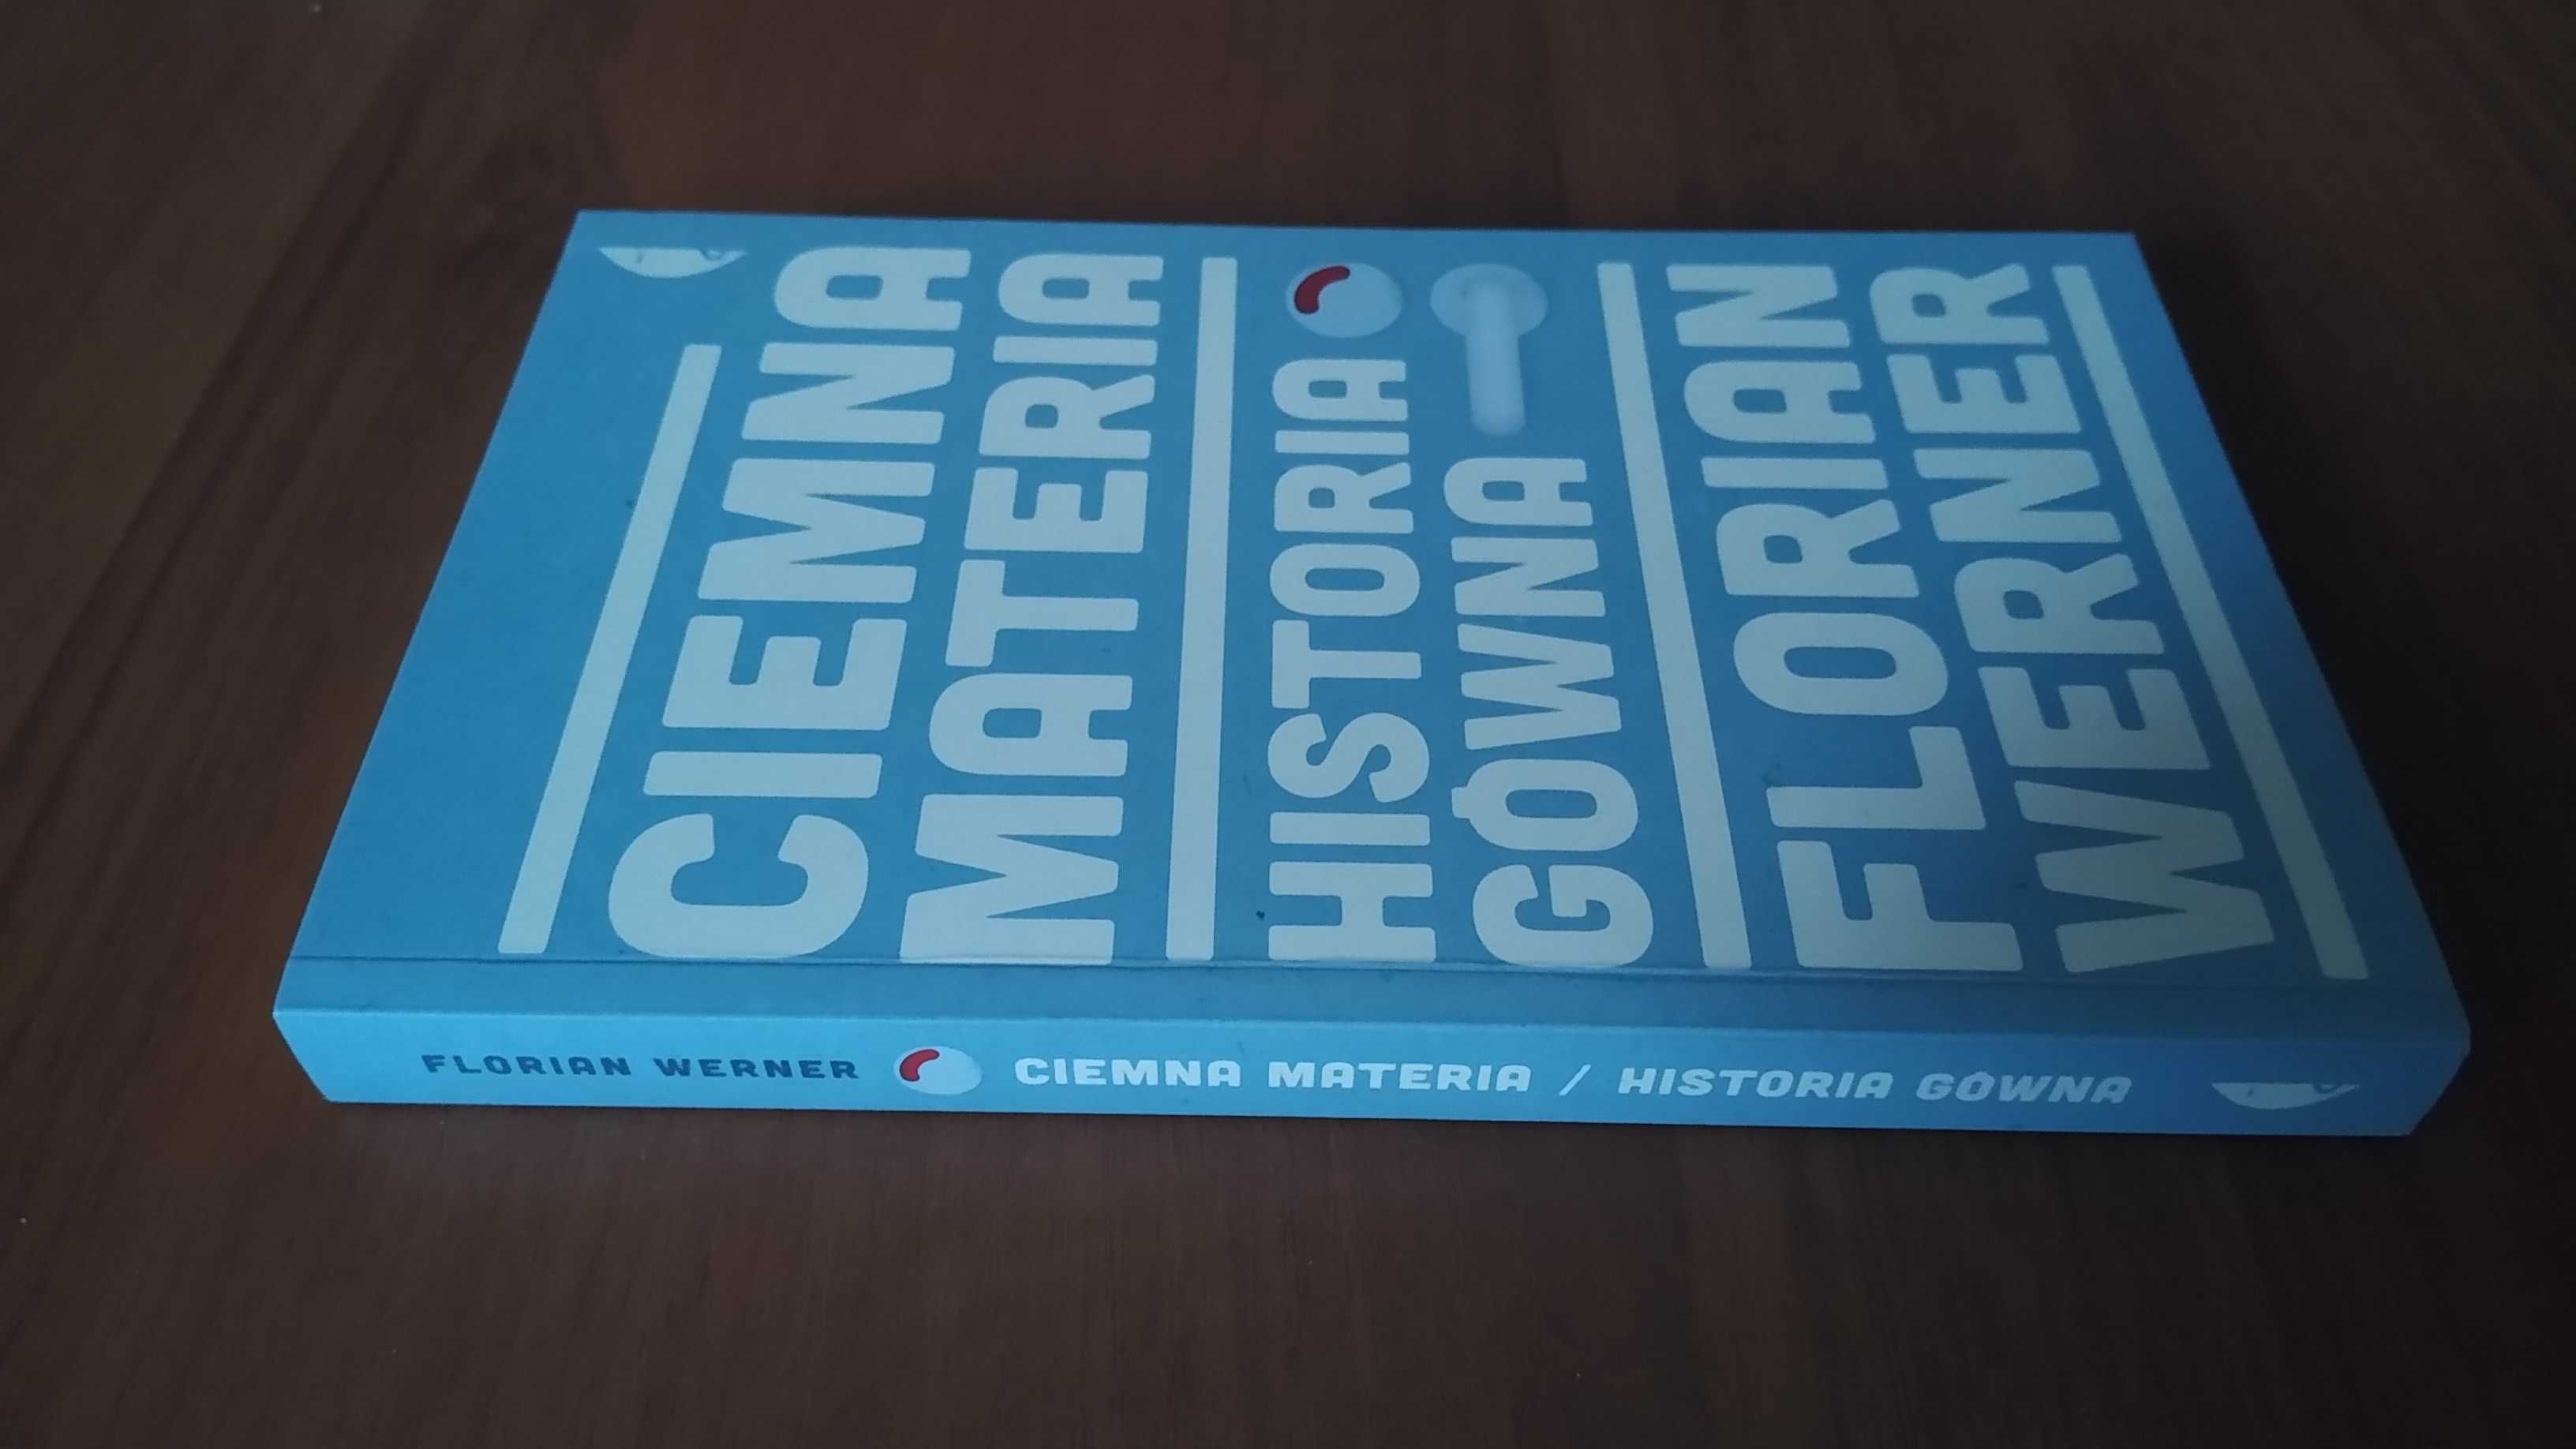 CIEMNA
MATERIA
HISTORIA
GÓWNA
FLORIAN
WERNER
FLORIAN WERNER CIEMNA MATERIA / HISTORIA GÓWNA